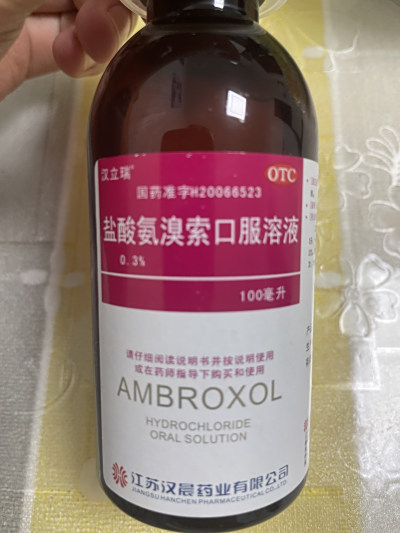 汉立瑞®
OTC
国药准字H20066523
盐酸氨溴索口服溶液
0.3%
100毫升
请仔细阅读说明书并按说明使用
或在药师指导下购买和使用
AMBROXOL
HYDROCHLORIDE
ORAL SOLUTION
江苏汉晨药业有限公司
JIANGSU HANCHEN PHARMACEUTICAL CO.,LTD.